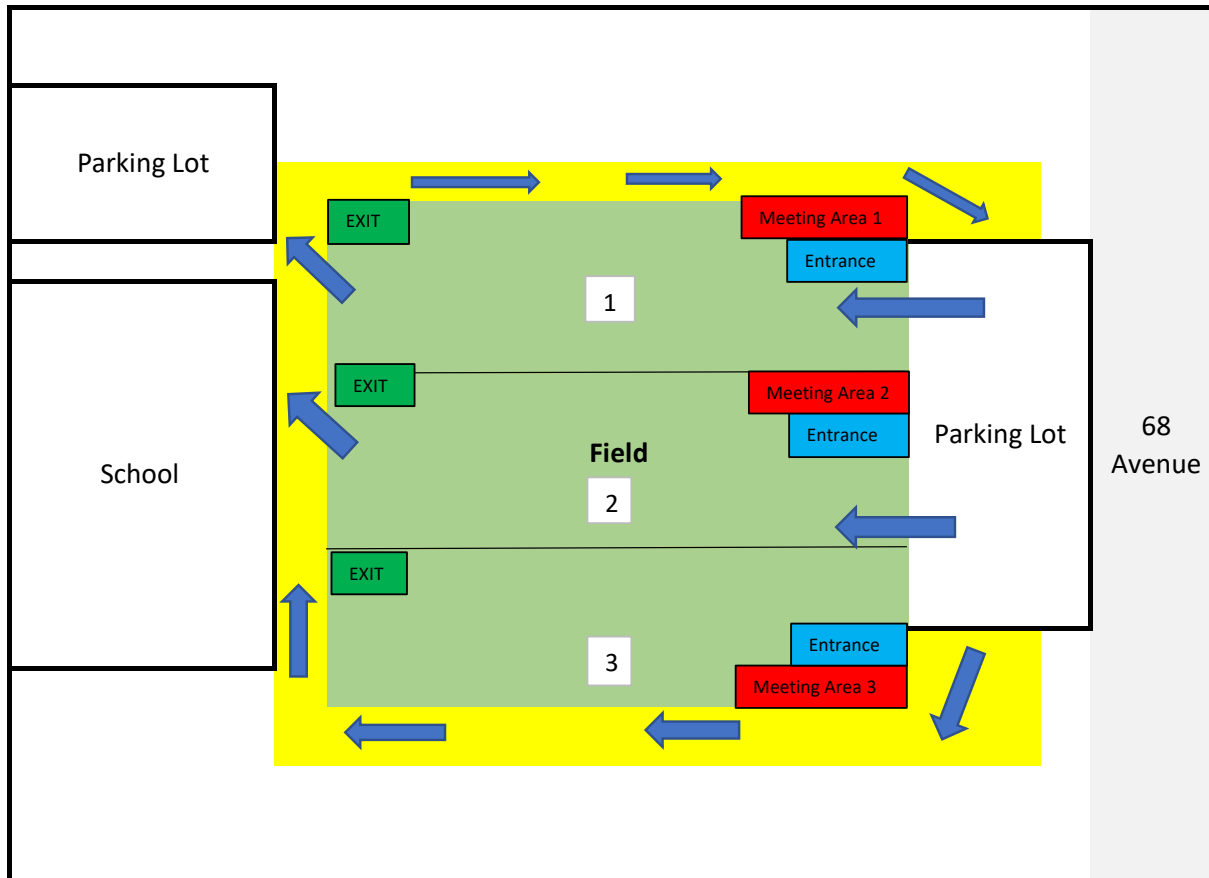 Parking Lot
EXIT
Meeting Area 1
Entrance
1
EXIT
Meeting Area 2
Entrance
Parking Lot
68
Avenue
Field
School
2
EXIT
Entrance
3
Meeting Area 3